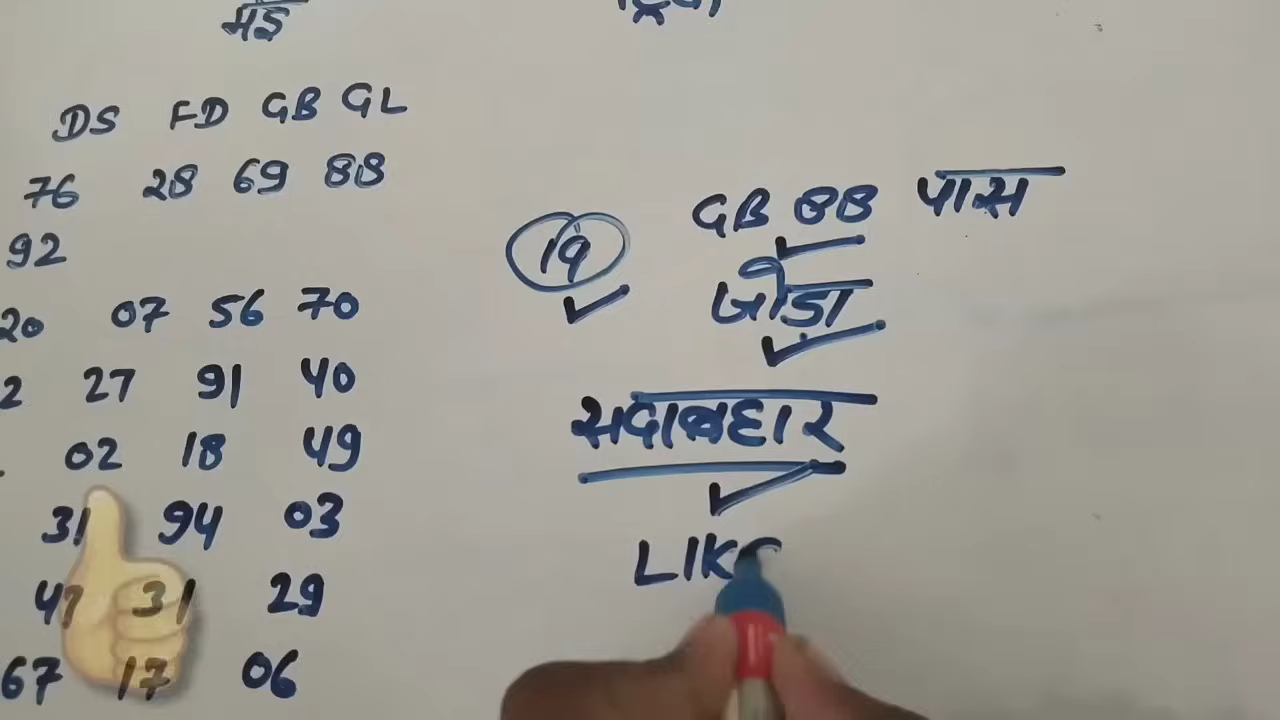 मई
DS FD GB GL
76 28 69 88
92
20 07 56 70
2 27 91 40
02 18 49
31 94 03
47 31 29
67 17 06
19
GB 88 पास
जोड़ा
सदाबहार
LIKE